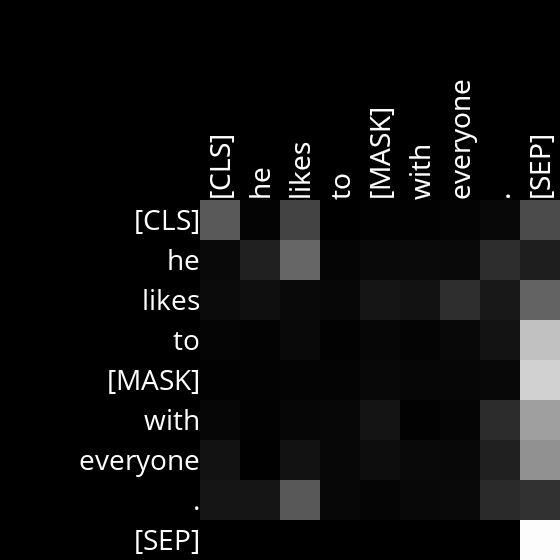 [CLS] he likes to [MASK] with everyone . [SEP]
[CLS]
he
likes
to
[MASK]
with
everyone
.
[SEP]